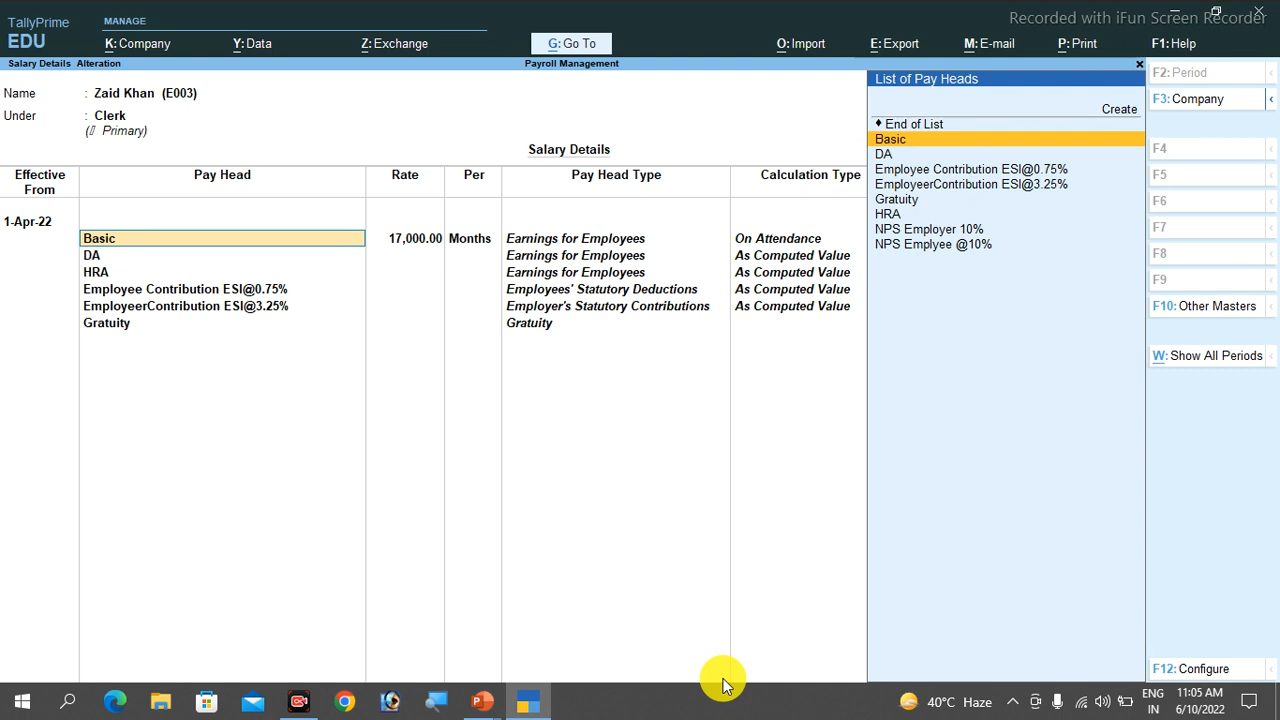 TallyPrime
EDU
MANAGE
K: Company
Y: Data
Z: Exchange
G: Go To
O: Import
E: Export
M: E-mail
P: Print
F1: Help
Recorded with iFun Screen Recorder
Salary Details Alteration
Payroll Management
Name : Zaid Khan (E003)
Under : Clerk
( Primary)
Salary Details
Effective From
Pay Head
Rate
Per
Pay Head Type
Calculation Type
1-Apr-22
Basic 17,000.00 Months Earnings for Employees On Attendance
DA Earnings for Employees As Computed Value
HRA Earnings for Employees As Computed Value
Employee Contribution ESI@0.75% Employees' Statutory Deductions As Computed Value
EmployeerContribution ESI@3.25% Employer's Statutory Contributions As Computed Value
Gratuity Gratuity
List of Pay Heads
Create
♦ End of List
Basic
DA
Employee Contribution ESI@0.75%
EmployeerContribution ESI@3.25%
Gratuity
HRA
NPS Employer 10%
NPS Emplyee @10%
F2: Period
F3: Company
F4
F5
F6
F7
F8
F9
F10: Other Masters
W: Show All Periods
F12: Configure
40°C Haze
ENG
IN
11:05 AM
6/10/2022